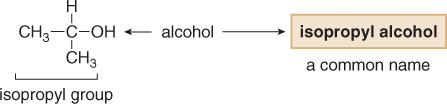 H
CH3—C—OH alcohol isopropyl alcohol
CH3 a common name
isopropyl group